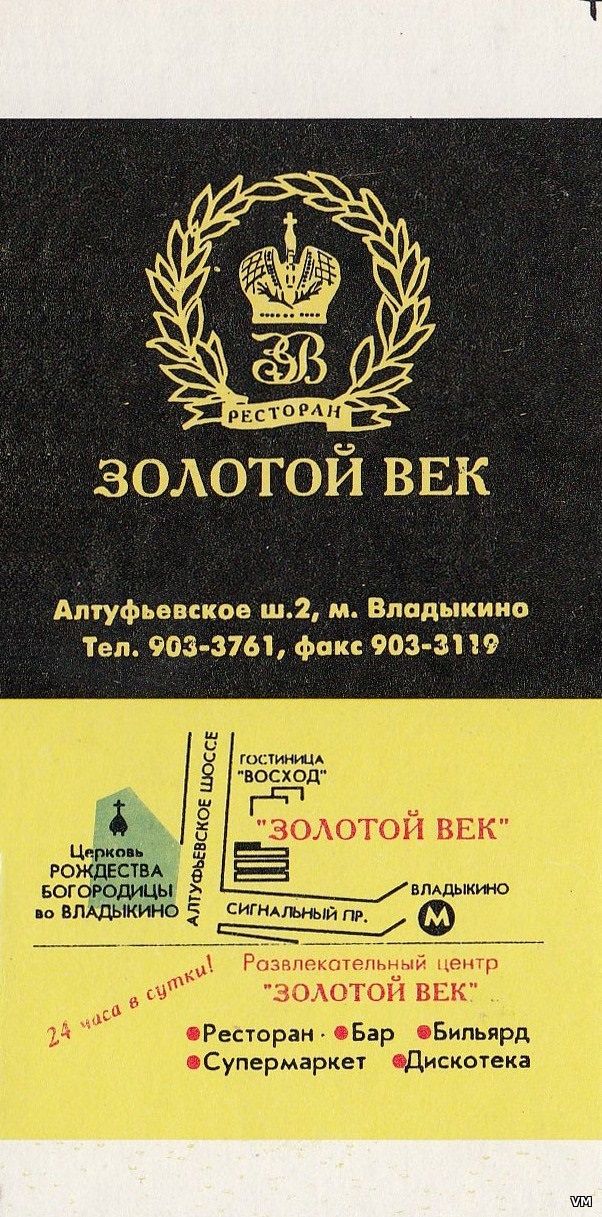 ЗВ
РЕСТОРАН
ЗОЛОТОЙ ВЕК
Алтуфьевское ш.2, м. Владыкино
Тел. 903-3761, факс 903-3119
АЛТУФЬЕВСКОЕ ШОССЕ
ГОСТИНИЦА
"ВОСХОД"
"ЗОЛОТОЙ ВЕК"
Церковь
РОЖДЕСТВА
БОГОРОДИЦЫ
во ВЛАДЫКИНО
СИГНАЛЬНЫЙ ПР.
ВЛАДЫКИНО
М
24 часа в сутки!
Развлекательный центр
"ЗОЛОТОЙ ВЕК"
Ресторан · Бар Бильярд
Супермаркет Дискотека
VM